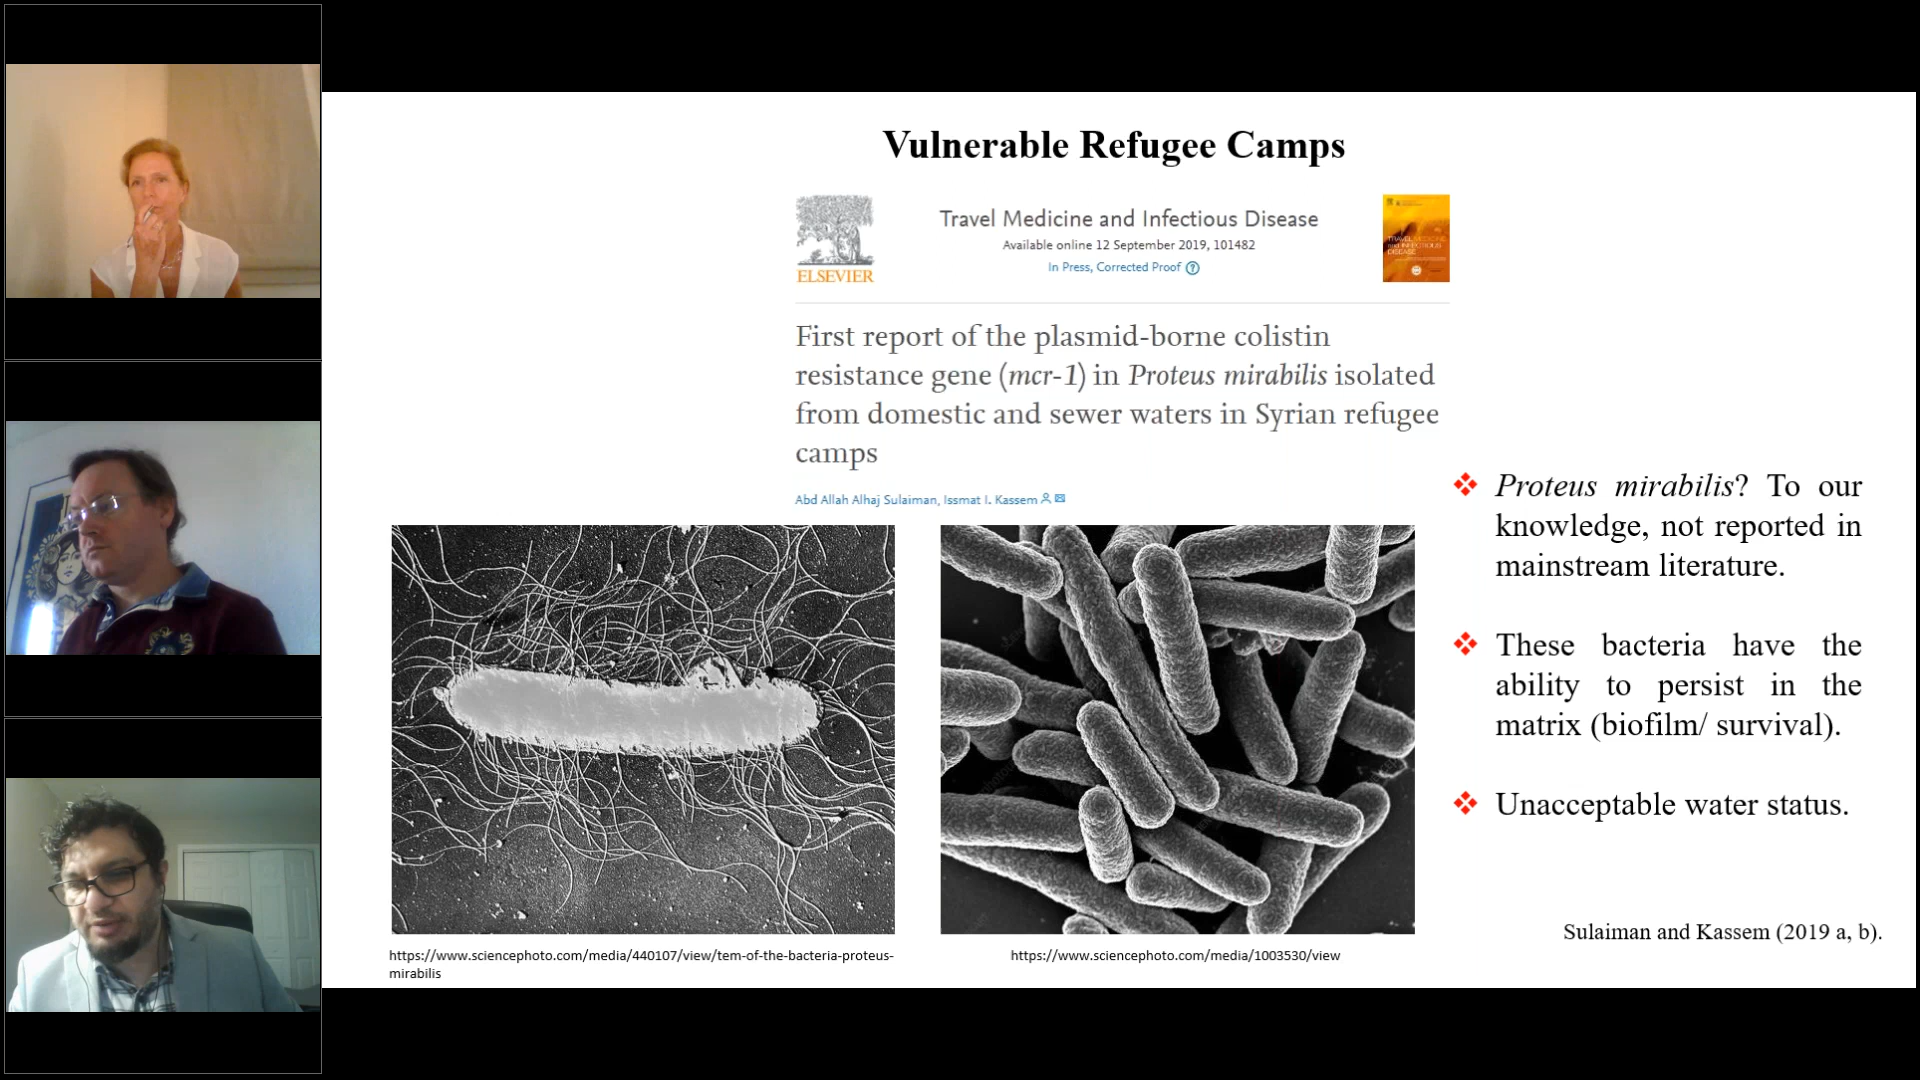 Vulnerable Refugee Camps
ELSEVIER
Travel Medicine and Infectious Disease
Available online 12 September 2019, 101482
In Press, Corrected Proof
TRAVEL MEDICINE
and INFECTIOUS
DISEASE
First report of the plasmid-borne colistin
resistance gene (mcr-1) in Proteus mirabilis isolated
from domestic and sewer waters in Syrian refugee
camps
Abd Allah Alhaj Sulaiman, Issmat I. Kassem
❖ Proteus mirabilis? To our
knowledge, not reported in
mainstream literature.
❖ These bacteria have the
ability to persist in the
matrix (biofilm/ survival).
❖ Unacceptable water status.
https://www.sciencephoto.com/media/440107/view/tem-of-the-bacteria-proteus-
mirabilis
https://www.sciencephoto.com/media/1003530/view
Sulaiman and Kassem (2019 a, b).